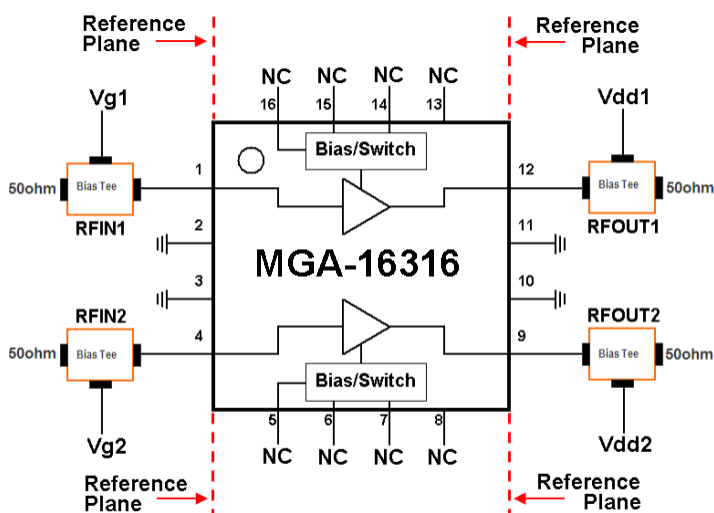 Reference
Plane
Reference
Plane
NC NC NC NC
16 15 14 13
Vg1
Vdd1
Bias/Switch
1
12
50ohm
Bias Tee
Bias Tee
50ohm
RFIN1
RFOUT1
2
11
MGA-16316
3
10
RFIN2
RFOUT2
4
9
50ohm
Bias Tee
Bias Tee
50ohm
Bias/Switch
5 6 7 8
NC NC NC NC
Vg2
Vdd2
Reference
Plane
Reference
Plane